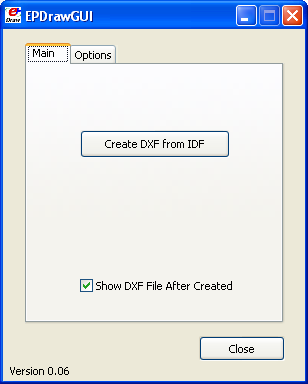 EPDrawGUI
Main
Options
Create DXF from IDF
Show DXF File After Created
Close
Version 0.06